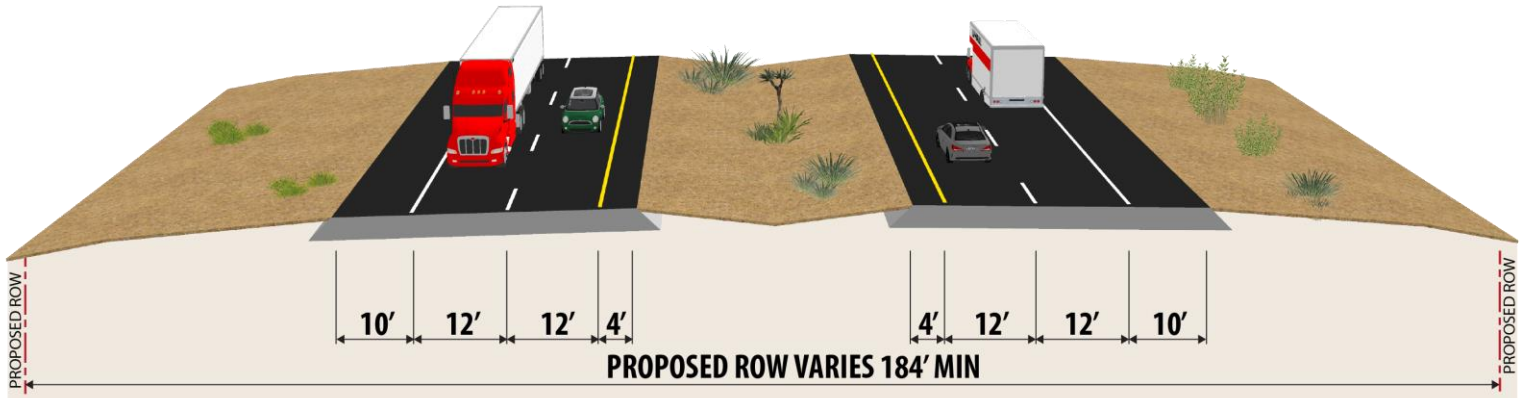 10' 12' 12' 4' 4' 12' 12' 10'
PROPOSED ROW VARIES 184' MIN
PROPOSED ROW
PROPOSED ROW